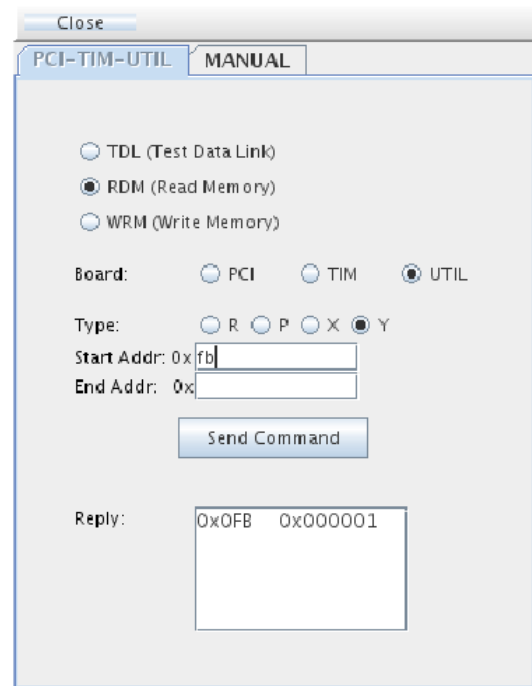 Close
PCI-TIM-UTIL MANUAL
TDL (Test Data Link)
RDM (Read Memory)
WRM (Write Memory)
Board: PCI TIM UTIL
Type: R P X Y
Start Addr: 0x fb
End Addr: 0x
Send Command
Reply: 0x0FB 0x000001